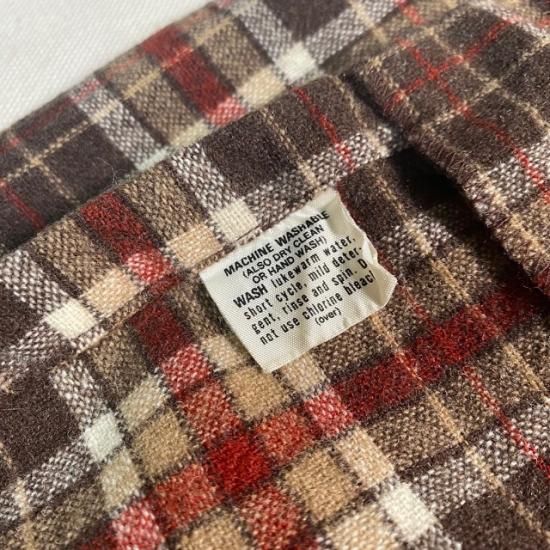 MACHINE WASHABLE
(ALSO DRY CLEAN
OR HAND WASH)
WASH lukewarm water,
short cycle, mild deter-
gent, rinse and spin.
not use chlorine bleac
(over)